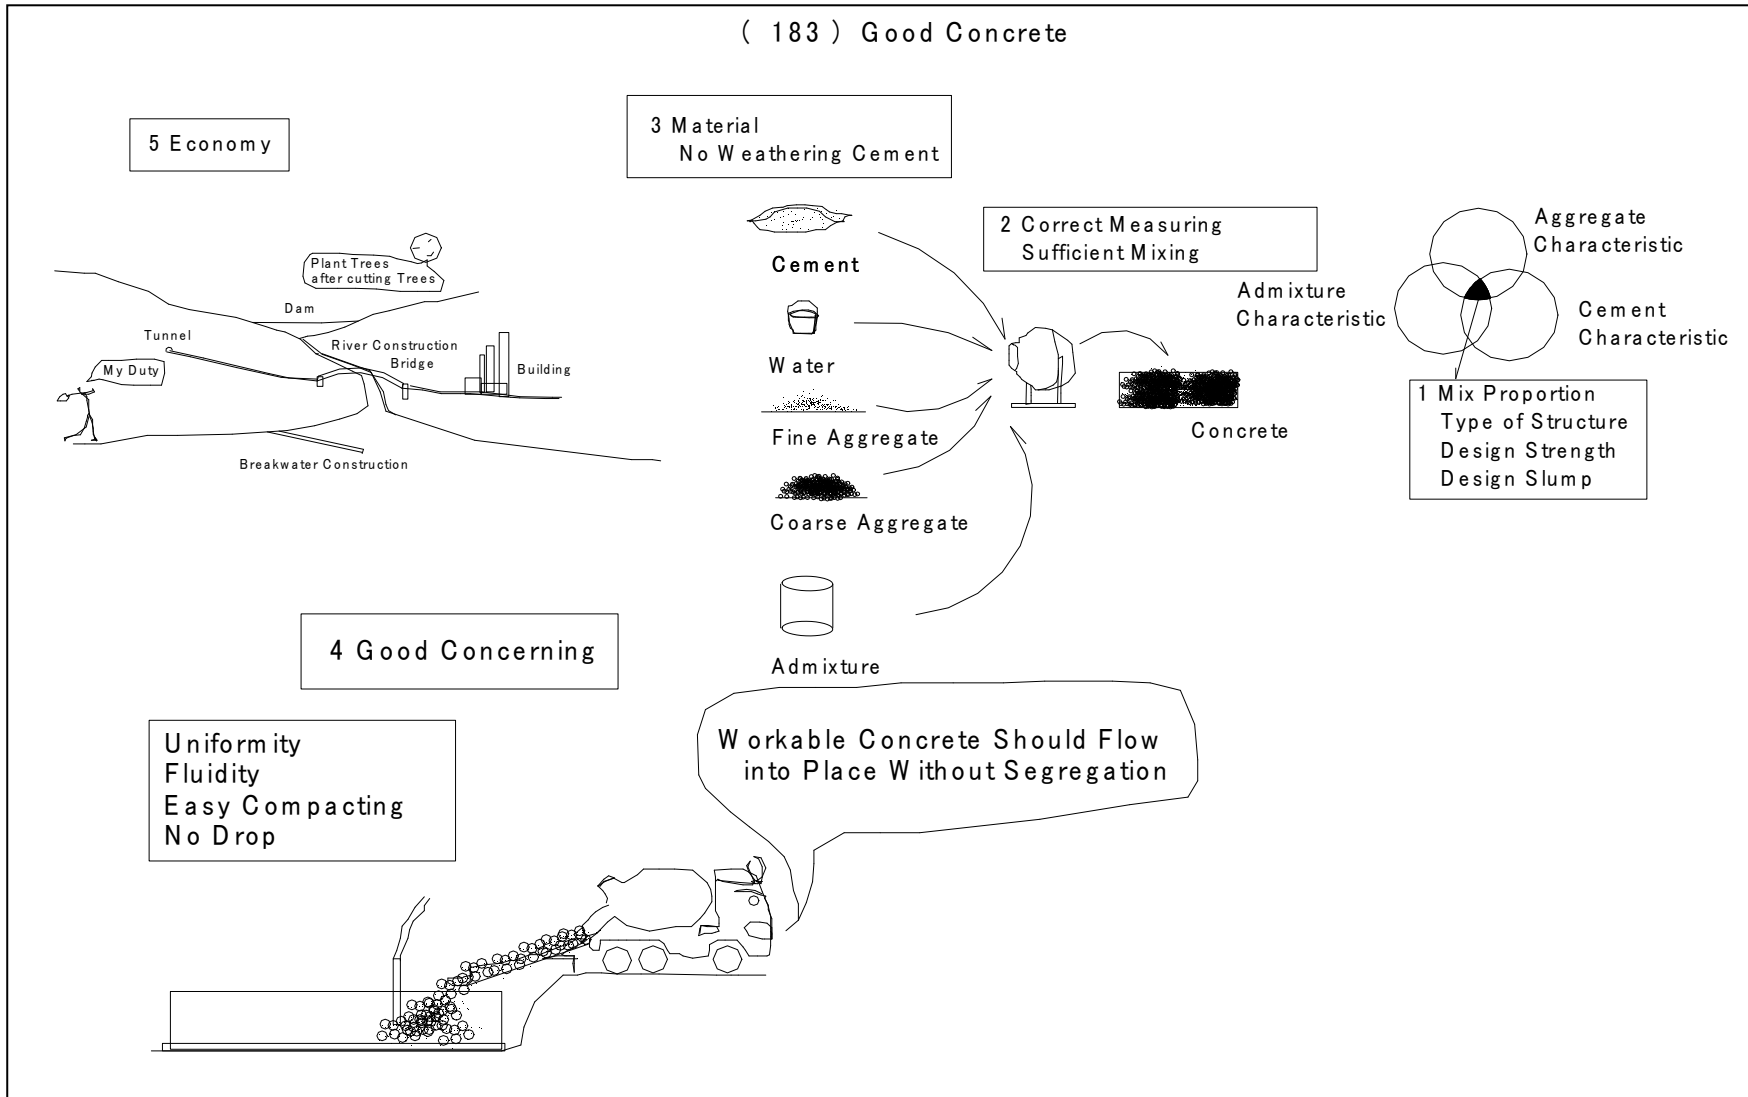 ( 183 ) Good Concrete
5 Economy
Plant Trees
after cutting Trees
Dam
Tunnel
River Construction
Bridge
Building
My Duty
Breakwater Construction
3 Material
No Weathering Cement
Cement
Water
Fine Aggregate
Coarse Aggregate
Admixture
2 Correct Measuring
Sufficient Mixing
Concrete
Aggregate
Characteristic
Admixture
Characteristic
Cement
Characteristic
1 Mix Proportion
Type of Structure
Design Strength
Design Slump
4 Good Concerning
Uniformity
Fluidity
Easy Compacting
No Drop
Workable Concrete Should Flow
into Place Without Segregation